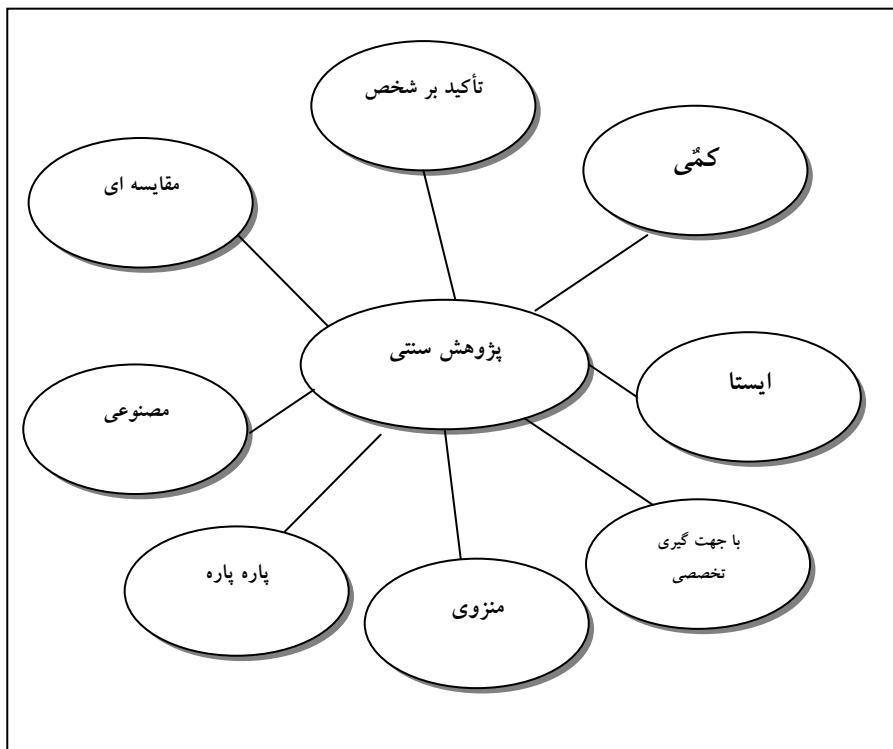 تأکید بر شخص
کمّی
مقایسه ای
پژوهش سنتی
ایستا
مصنوعی
با جهت گیری
تخصصی
پاره پاره
منزوی